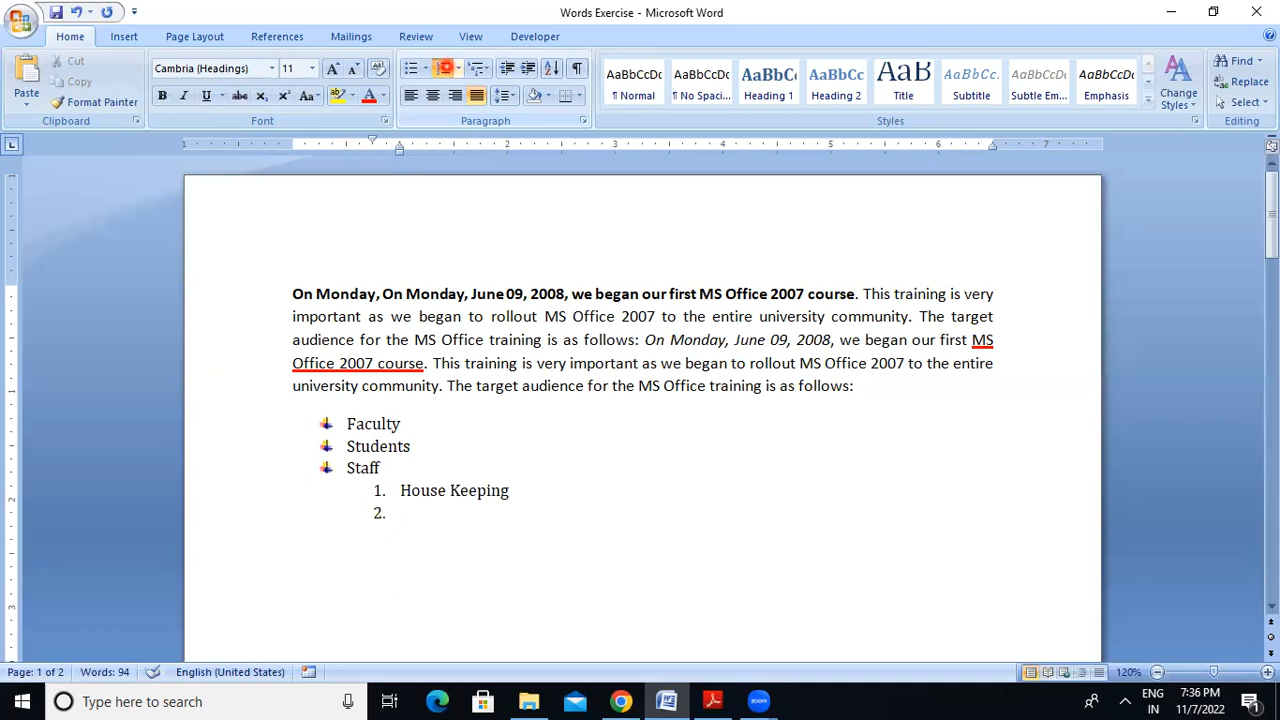 Words Exercise - Microsoft Word
Home Insert Page Layout References Mailings Review View Developer
Paste
Cut
Copy
Format Painter
Clipboard
Cambria (Headings) 11
Font
Paragraph
AaBbCcDc AaBbCcDc AaBbCc AaBbCc AaB AaBbCc. AaBbCcDc AaBbCcDc
¶ Normal ¶ No Spaci... Heading 1 Heading 2 Title Subtitle Subtle Em... Emphasis
Change Styles
Styles
Find
Replace
Select
Editing
1 2 3 4 5 6 7
On Monday, On Monday, June 09, 2008, we began our first MS Office 2007 course. This training is very
important as we began to rollout MS Office 2007 to the entire university community. The target
audience for the MS Office training is as follows: On Monday, June 09, 2008, we began our first MS
Office 2007 course. This training is very important as we began to rollout MS Office 2007 to the entire
university community. The target audience for the MS Office training is as follows:
Faculty
Students
Staff
1. House Keeping
2.
Page: 1 of 2 Words: 94 English (United States) 120%
Type here to search
ENG
IN
7:36 PM
11/7/2022
1